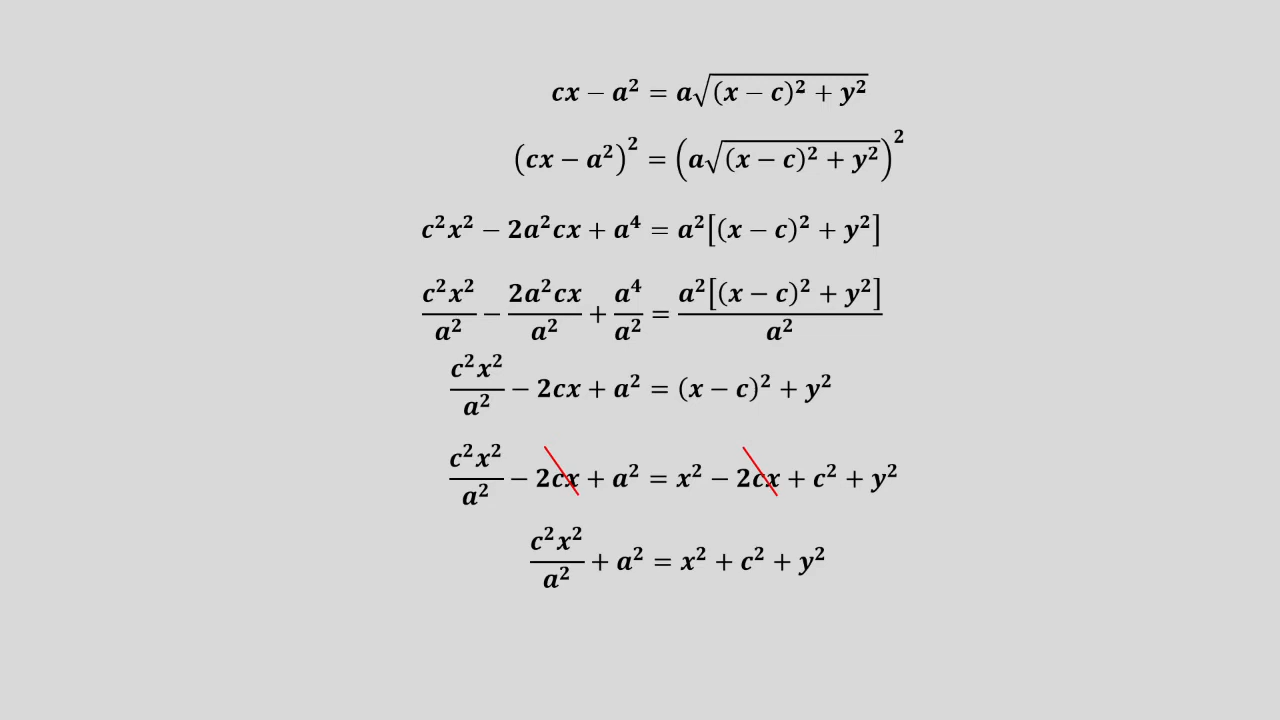 cx − a² = a√((x − c)² + y²)
(cx − a²)² = (a√((x − c)² + y²))²
c²x² − 2a²cx + a⁴ = a²[(x − c)² + y²]
c²x²/a² − 2a²cx/a² + a⁴/a² = a²[(x − c)² + y²]/a²
c²x²/a² − 2cx + a² = (x − c)² + y²
c²x²/a² − 2cx + a² = x² − 2cx + c² + y²
c²x²/a² + a² = x² + c² + y²